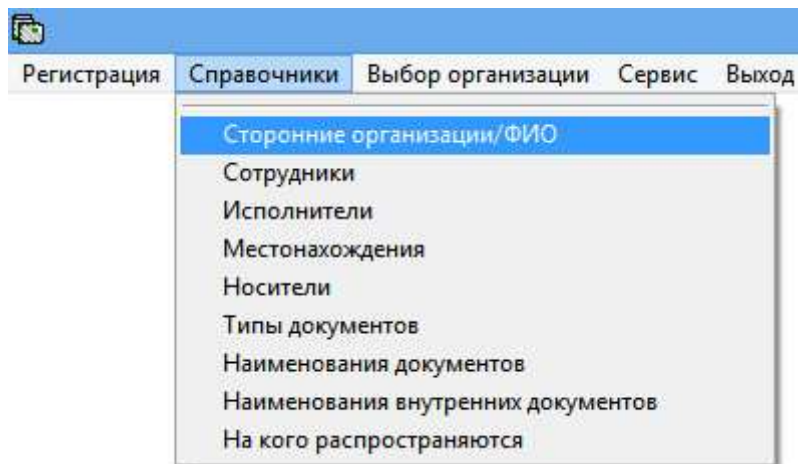 Регистрация Справочники Выбор организации Сервис Выход
Сторонние организации/ФИО
Сотрудники
Исполнители
Местонахождения
Носители
Типы документов
Наименования документов
Наименования внутренних документов
На кого распространяются